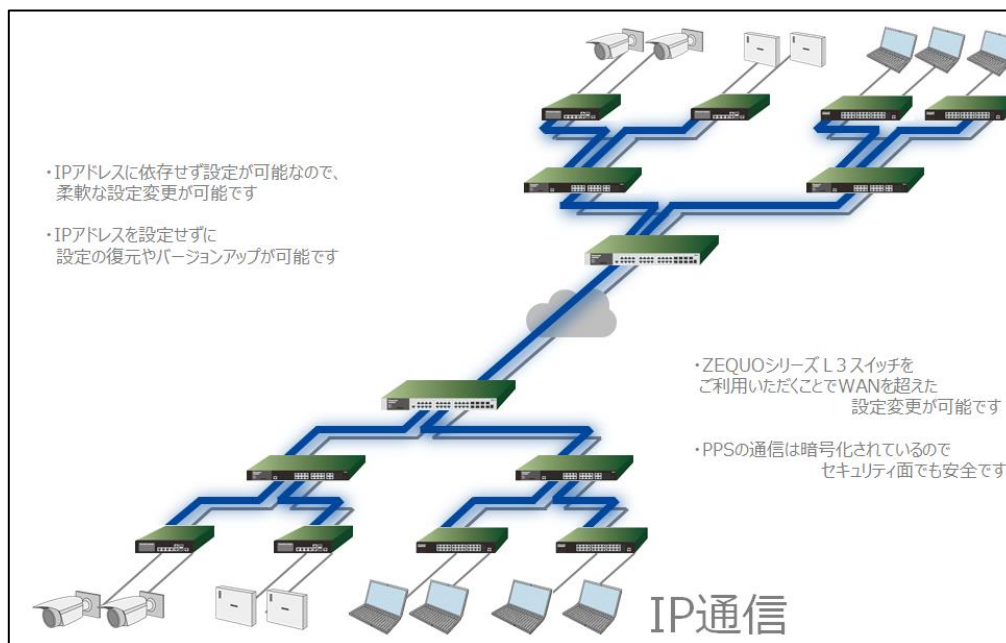 ・IPアドレスに依存せず設定が可能なので、
柔軟な設定変更が可能です
・IPアドレスを設定せずに
設定の復元やバージョンアップが可能です
・ZEQUOシリーズL3スイッチを
ご利用いただくことでWANを超えた
設定変更が可能です
・PPSの通信は暗号化されているので
セキュリティ面でも安全です
IP通信